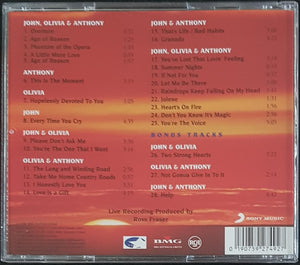 JOHN, OLIVIA & ANTHONY
1. Overture
2. Age of Reason
3. Phantom of the Opera
4. A Little More Love
5. Age of Reason
ANTHONY
6. This Is The Moment
OLIVIA
7. Hopelessly Devoted To You
JOHN
8. Every Time You Cry
JOHN & OLIVIA
9. Please Don't Ask Me
10. You're The One That I Want
OLIVIA & ANTHONY
11. The Long and Winding Road
12. Take Me Home Country Roads
13. I Honestly Love You
14. Love Is a Gift
JOHN & ANTHONY
15. That's Life / Bad Habits
16. Granada
JOHN, OLIVIA & ANTHONY
17. You've Lost That Lovin' Feeling
18. Summer Nights
19. If Not For You
20. Let Me Be There
21. Raindrops Keep Falling On My Head
22. Jolene
23. Hearts On Fire
24. Don't You Know It's Magic
25. You're The Voice
BONUS TRACKS
JOHN & OLIVIA
26. Two Strong Hearts
OLIVIA & ANTHONY
27. Not Gonna Give In To It
JOHN & ANTHONY
28. Help
Live Recording Produced by
Ross Fraser
BMG
SONY MUSIC
0 190759 274927